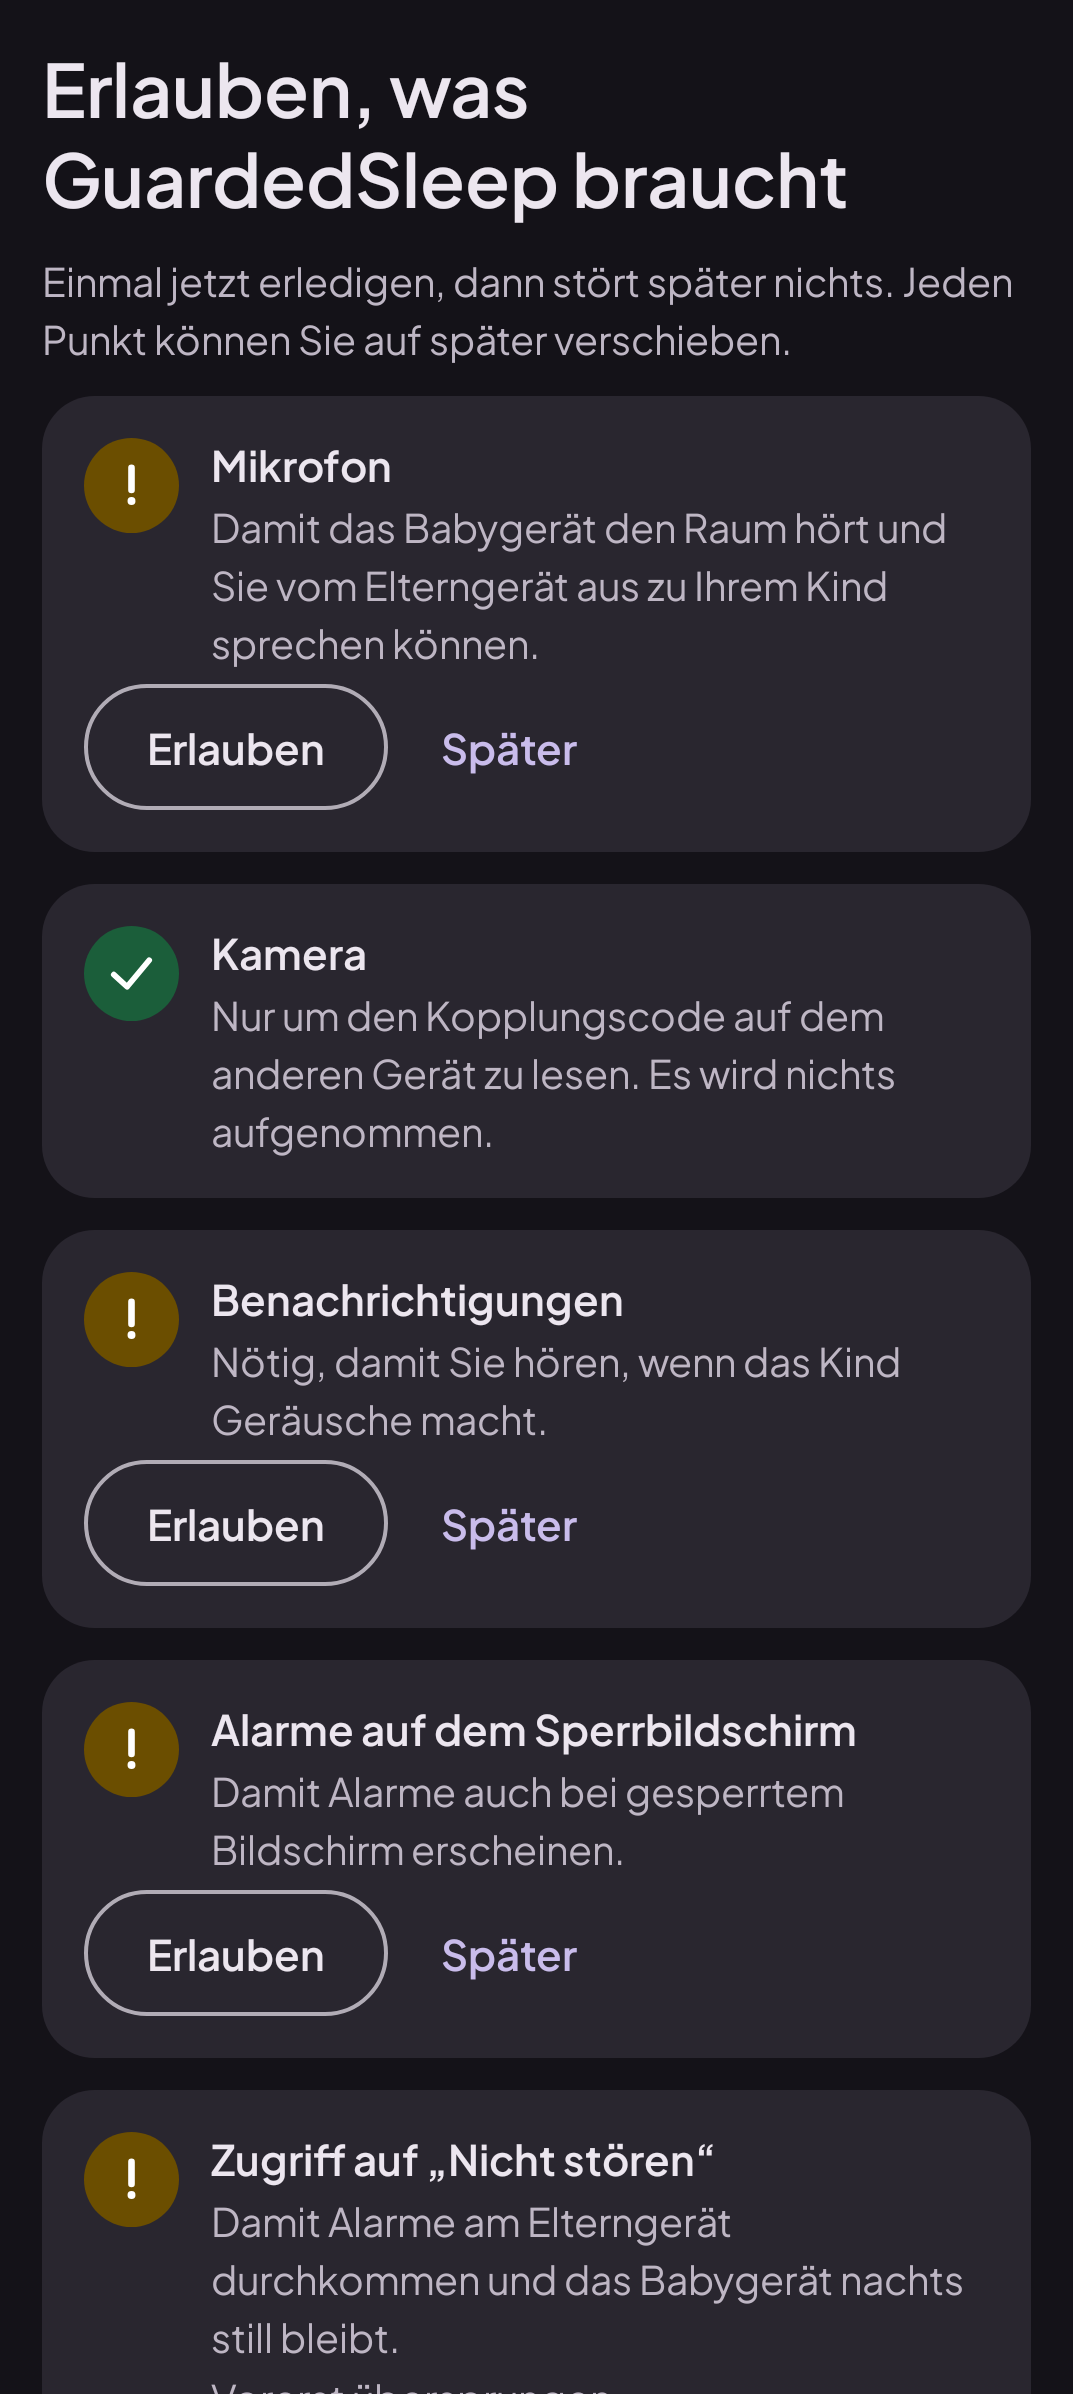 Erlauben, was
GuardedSleep braucht
Einmal jetzt erledigen, dann stört später nichts. Jeden
Punkt können Sie auf später verschieben.
Mikrofon
Damit das Babygerät den Raum hört und
Sie vom Elterngerät aus zu Ihrem Kind
sprechen können.
Erlauben Später
Kamera
Nur um den Kopplungscode auf dem
anderen Gerät zu lesen. Es wird nichts
aufgenommen.
Benachrichtigungen
Nötig, damit Sie hören, wenn das Kind
Geräusche macht.
Erlauben Später
Alarme auf dem Sperrbildschirm
Damit Alarme auch bei gesperrtem
Bildschirm erscheinen.
Erlauben Später
Zugriff auf „Nicht stören“
Damit Alarme am Elterngerät
durchkommen und das Babygerät nachts
still bleibt.